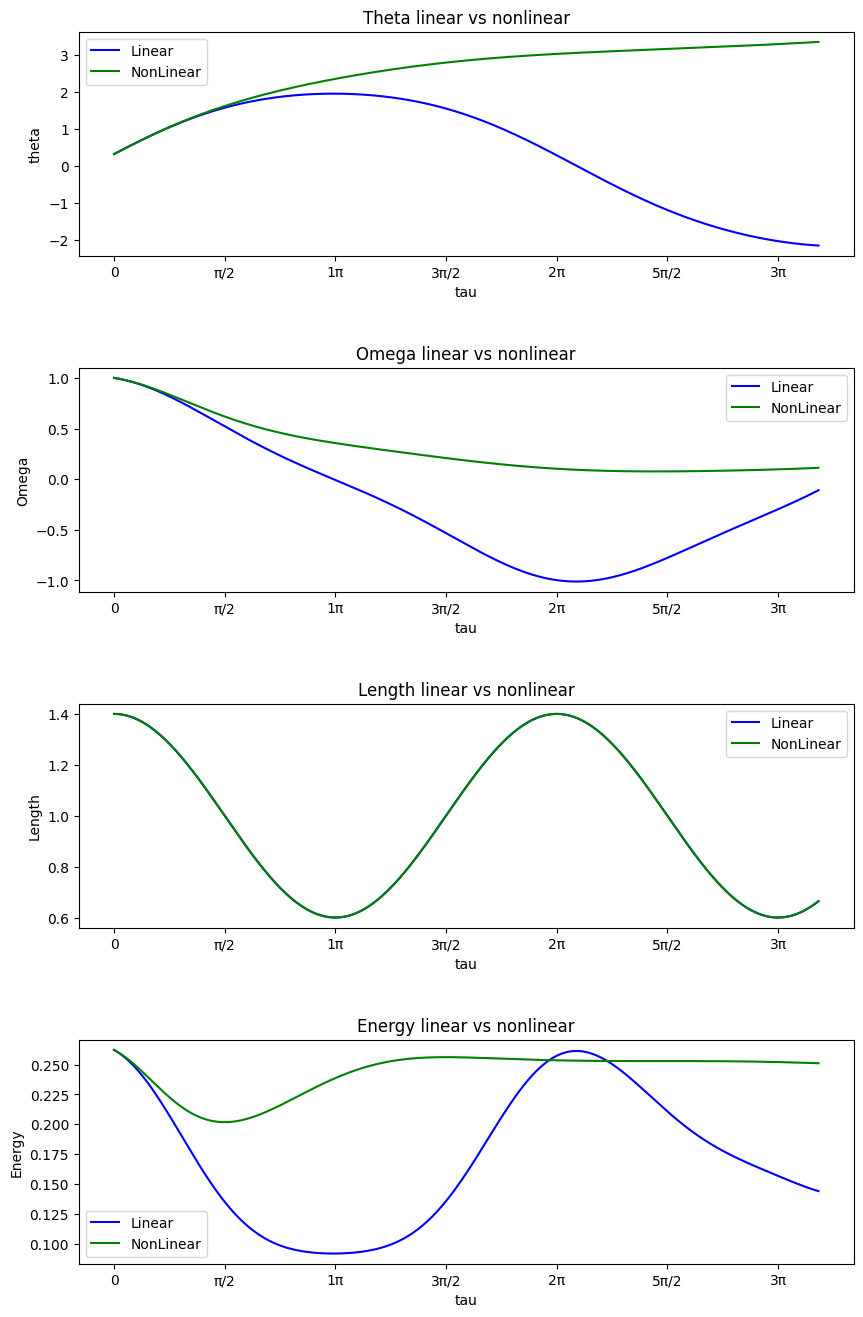 Theta linear vs nonlinear
Linear
NonLinear
theta
3
2
1
0
−1
−2
0
π/2
1π
3π/2
2π
5π/2
3π
tau
Omega linear vs nonlinear
Linear
NonLinear
Omega
1.0
0.5
0.0
−0.5
−1.0
0
π/2
1π
3π/2
2π
5π/2
3π
tau
Length linear vs nonlinear
Linear
NonLinear
Length
1.4
1.2
1.0
0.8
0.6
0
π/2
1π
3π/2
2π
5π/2
3π
tau
Energy linear vs nonlinear
Energy
0.250
0.225
0.200
0.175
0.150
0.125
0.100
Linear
NonLinear
0
π/2
1π
3π/2
2π
5π/2
3π
tau